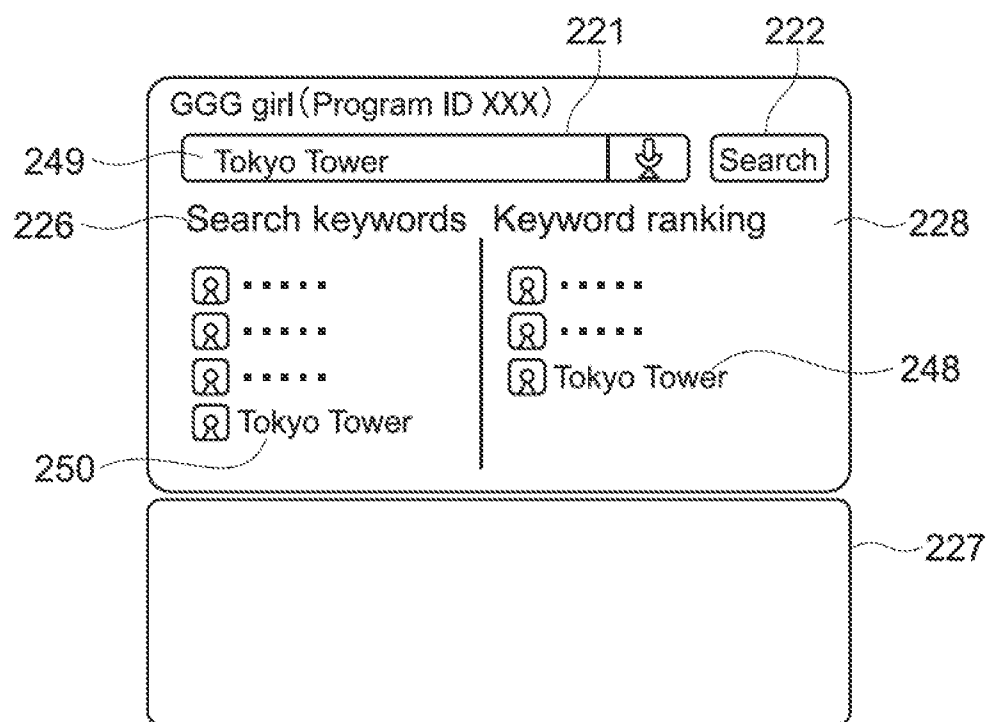 221 222
GGG girl (Program ID XXX)
249 Tokyo Tower Search
226 Search keywords Keyword ranking 228
Tokyo Tower 248
Tokyo Tower
250
227